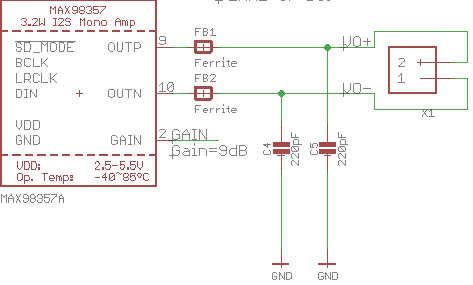 MAX98357
3.2W I2S Mono Amp
SD_MODE OUTP 9 FB1 VO+
Ferrite
BCLK
LRCLK
DIN OUTN 10 FB2 VO-
Ferrite
2 +
1 -
X1
VDD
GND GAIN 2 GAIN
Gain=9dB
C4 220pF C5 220pF
VDD: 2.5-5.5V
Op. Temp: -40~85°C
MAX98357A
GND GND